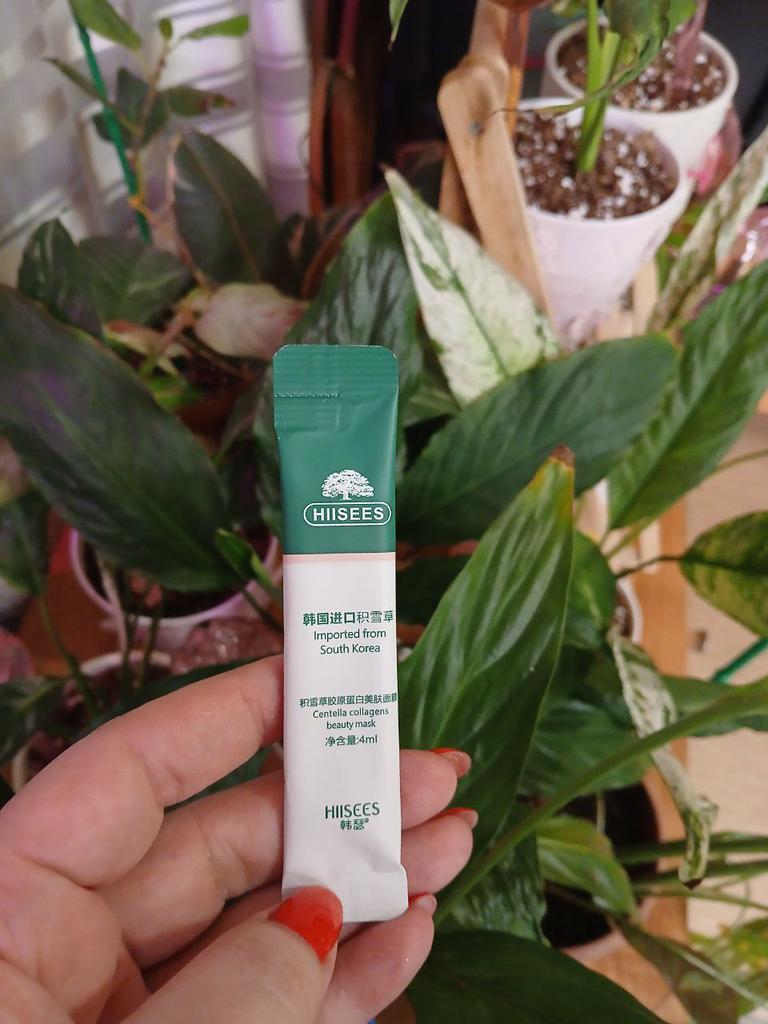 HIISEES
韩国进口积雪草
Imported from
South Korea
积雪草胶原蛋白美肤面膜
Centella collagens
beauty mask
净含量:4ml
HIISEES
韩瑟®